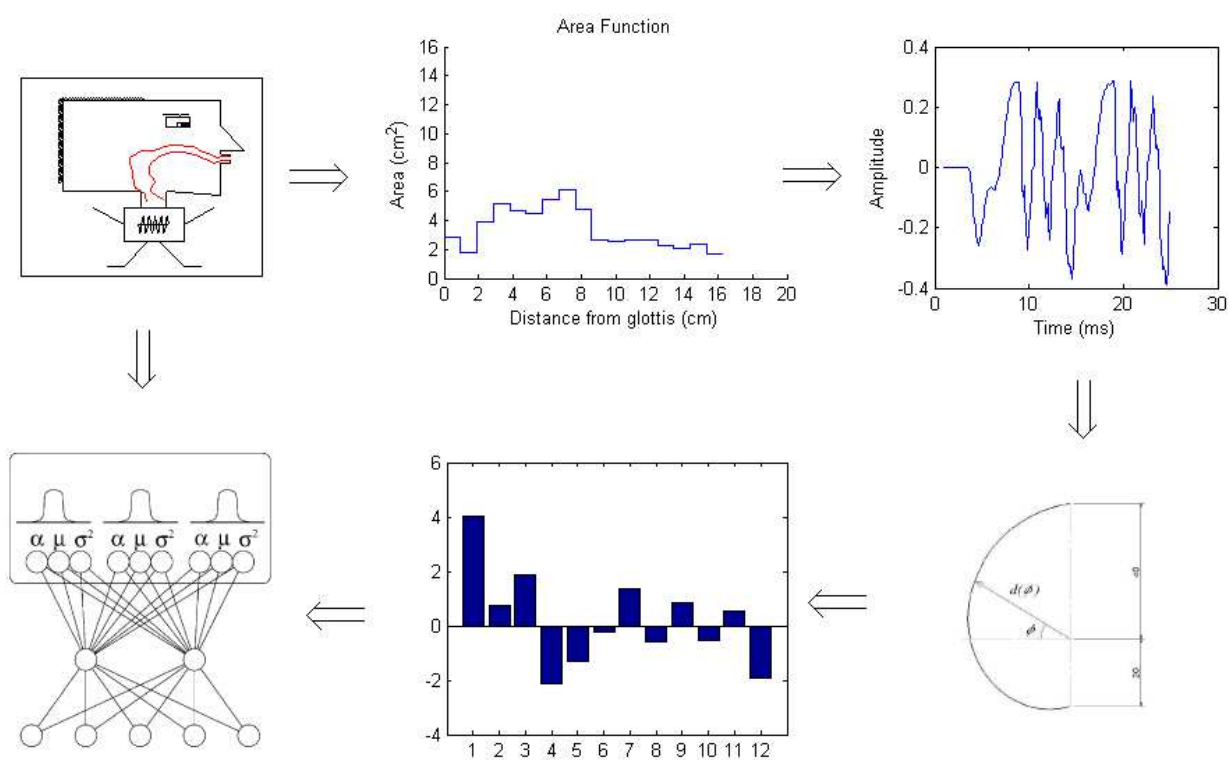 Area Function
Area (cm2)
16
14
12
10
8
6
4
2
0
0 2 4 6 8 10 12 14 16 18 20
Distance from glottis (cm)
Amplitude
0.4
0.2
0
-0.2
-0.4
0 10 20 30
Time (ms)
α μ σ² α μ σ² α μ σ²
6
4
2
0
-2
-4
1 2 3 4 5 6 7 8 9 10 11 12
d(ϕ)
ϕ
40
20